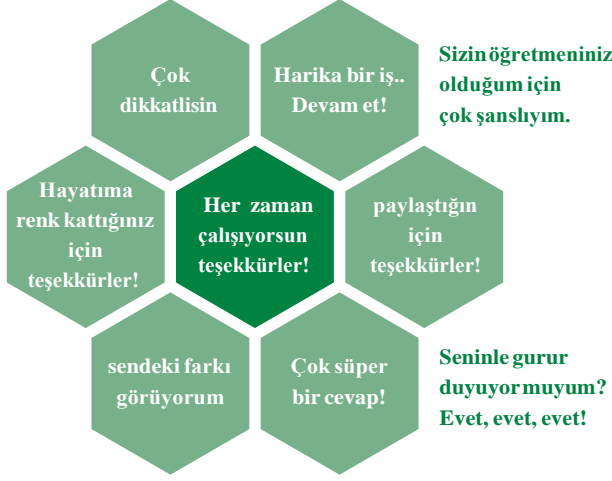 Çok
dikkatlisin
Harika bir iş..
Devam et!
Sizin öğretmeniniz
olduğum için
çok şanslıyım.
Hayatıma
renk kattığınız
için
teşekkürler!
Her zaman
çalışıyorsun
teşekkürler!
paylaştığın
için
teşekkürler!
sendeki farkı
görüyorum
Çok süper
bir cevap!
Seninle gurur
duyuyor muyum?
Evet, evet, evet!